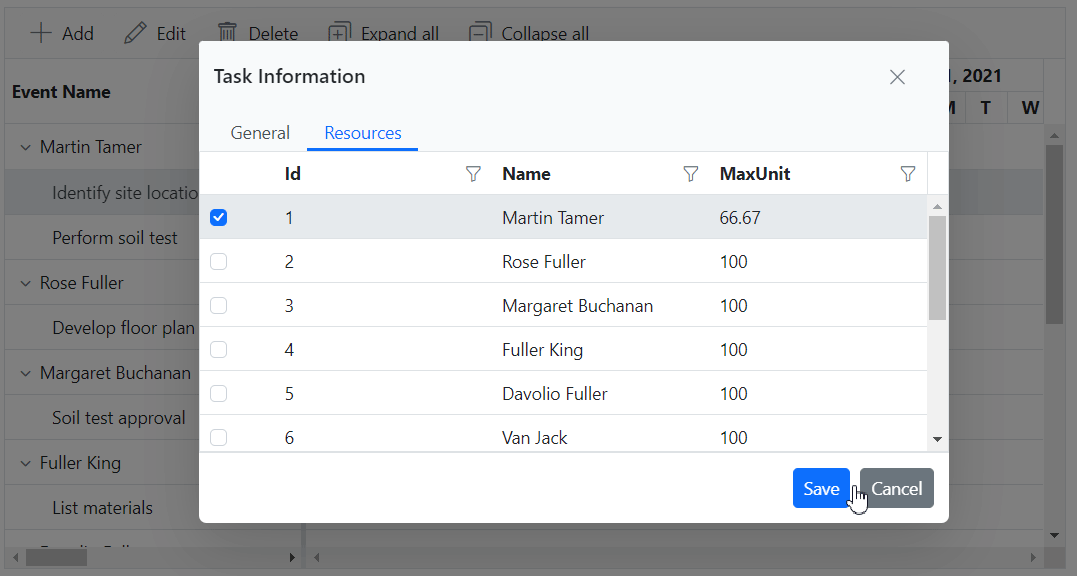 Add Edit Delete Expand all Collapse all
Task Information
Event Name
, 2021
T W
General Resources
Id Name MaxUnit
Martin Tamer
1 Martin Tamer 66.67
Identify site locatio
2 Rose Fuller 100
Perform soil test
3 Margaret Buchanan 100
Rose Fuller
4 Fuller King 100
Develop floor plan
5 Davolio Fuller 100
Margaret Buchanan
6 Van Jack 100
Soil test approval
Fuller King
Save Cancel
List materials